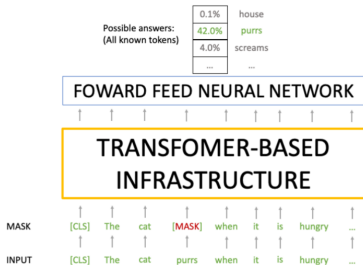 0.1% house
Possible answers: 42.0% purrs
(All known tokens) 4.0% screams
... ...
FOWARD FEED NEURAL NETWORK
TRANSFOMER-BASED
INFRASTRUCTURE
MASK [CLS] The cat [MASK] when it is hungry ...
INPUT [CLS] The cat purrs when it is hungry ...